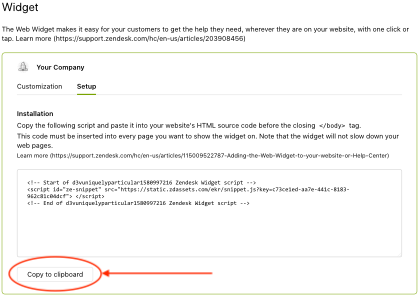 Widget
The Web Widget makes it easy for your customers to get the help they need, wherever they are on your website, with one click or
tap. Learn more (https://support.zendesk.com/hc/en-us/articles/203908456)
Your Company
Customization Setup
Installation
Copy the following script and paste it into your website's HTML source code before the closing </body> tag.
This code must be inserted into every page you want to show the widget on. Note that the widget will not slow down your
web pages.
Learn more (https://support.zendesk.com/hc/en-us/articles/115009522787-Adding-the-Web-Widget-to-your-website-or-Help-Center)
<!-- Start of d3vuniquelyparticular1580997216 Zendesk Widget script -->
<script id="ze-snippet" src="https://static.zdassets.com/ekr/snippet.js?key=c73ceied-aa7e-441c-8183-
962c81c04dcf"> </script>
<!-- End of d3vuniquelyparticular1580997216 Zendesk Widget script -->
Copy to clipboard